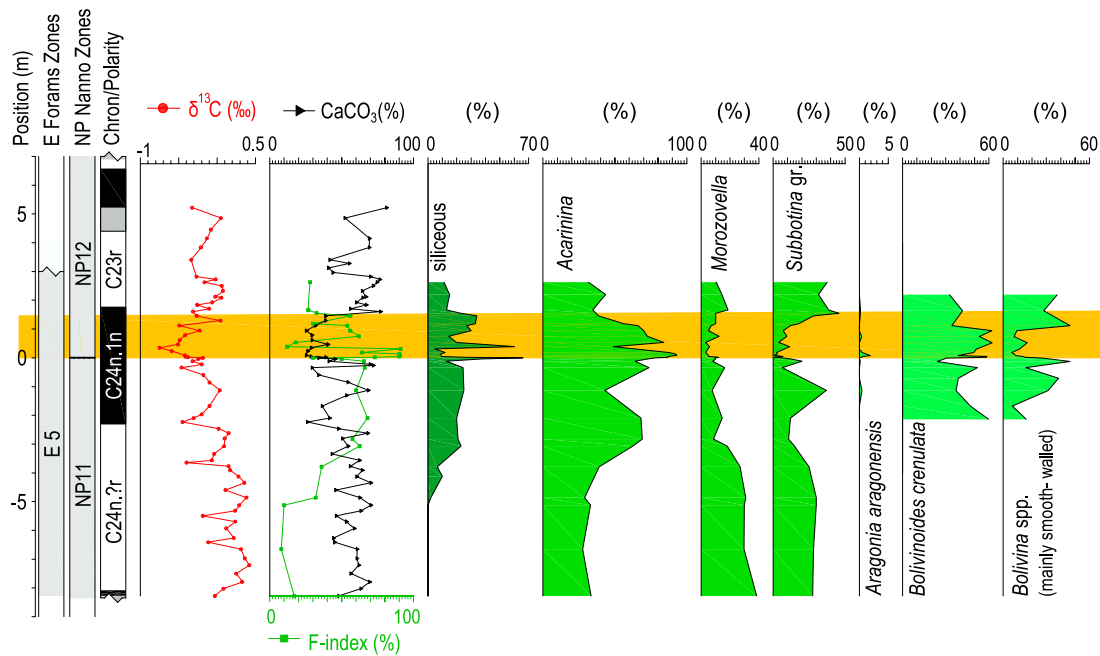 Position (m)
E Forams Zones
NP Nanno Zones
Chron/Polarity
δ¹³C (‰)
CaCO₃(%)
(%)
(%)
(%)
(%)
(%)
(%)
(%)
-1
0.5
0
100
0
70
0
100
0
40
0
50
0
5
0
60
0
60
siliceous
Acarinina
Morozovella
Subbotina gr.
Aragonia aragonensis
Bolivinoides crenulata
Bolivina spp.
(mainly smooth- walled)
5
0
-5
E 5
NP12
NP11
C23r
C24n.1n
C24n.?r
0
100
F-index (%)